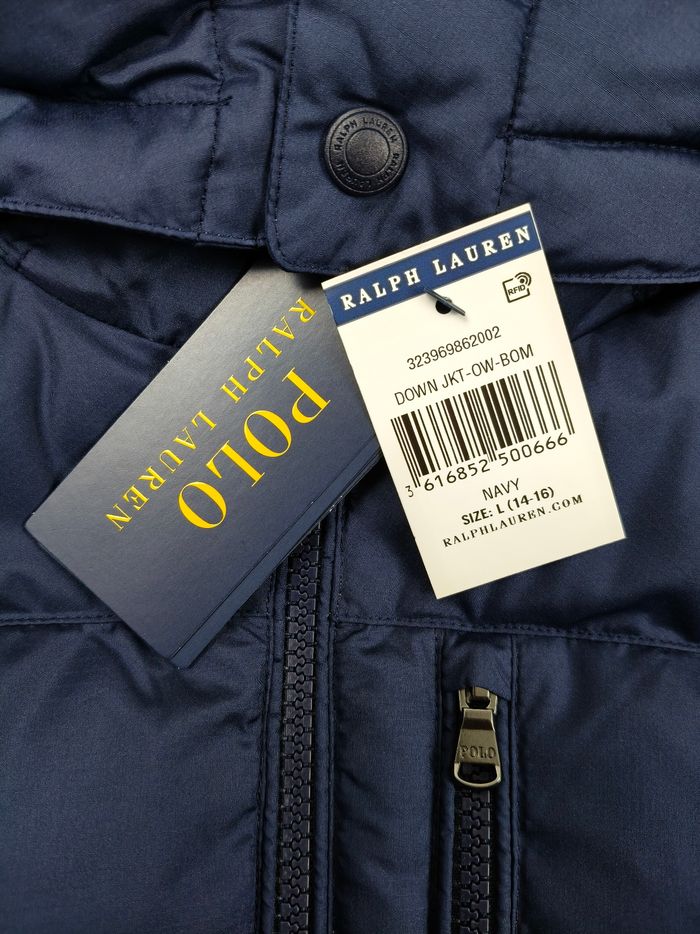 RALPH LAUREN RALPH LAUREN
RALPH LAUREN
RFID
323969862002
DOWN JKT-OW-BOM
3 616852 500666
NAVY
SIZE: L (14-16)
RALPHLAUREN.COM
POLO
RALPH LAUREN
POLO